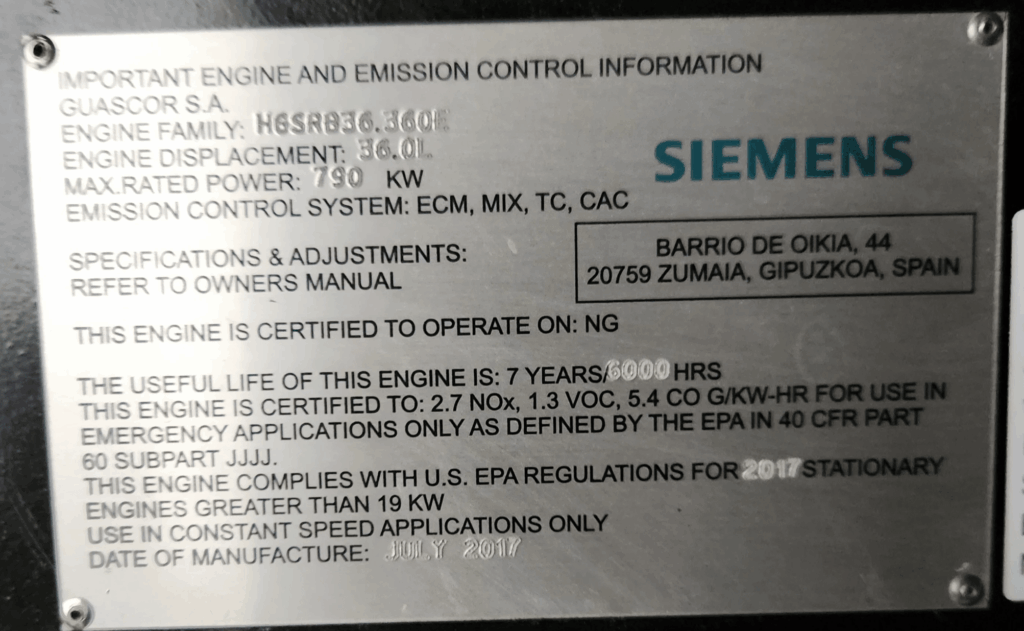 IMPORTANT ENGINE AND EMISSION CONTROL INFORMATION
GUASCOR S.A.
ENGINE FAMILY: H6SRB36.360E
ENGINE DISPLACEMENT: 36.0L
MAX.RATED POWER: 790 KW
EMISSION CONTROL SYSTEM: ECM, MIX, TC, CAC
SIEMENS
SPECIFICATIONS & ADJUSTMENTS:
REFER TO OWNERS MANUAL
BARRIO DE OIKIA, 44
20759 ZUMAIA, GIPUZKOA, SPAIN
THIS ENGINE IS CERTIFIED TO OPERATE ON: NG
THE USEFUL LIFE OF THIS ENGINE IS: 7 YEARS/6000 HRS
THIS ENGINE IS CERTIFIED TO: 2.7 NOx, 1.3 VOC, 5.4 CO G/KW-HR FOR USE IN
EMERGENCY APPLICATIONS ONLY AS DEFINED BY THE EPA IN 40 CFR PART
60 SUBPART JJJJ.
THIS ENGINE COMPLIES WITH U.S. EPA REGULATIONS FOR 2017 STATIONARY
ENGINES GREATER THAN 19 KW
USE IN CONSTANT SPEED APPLICATIONS ONLY
DATE OF MANUFACTURE: JULY 2017